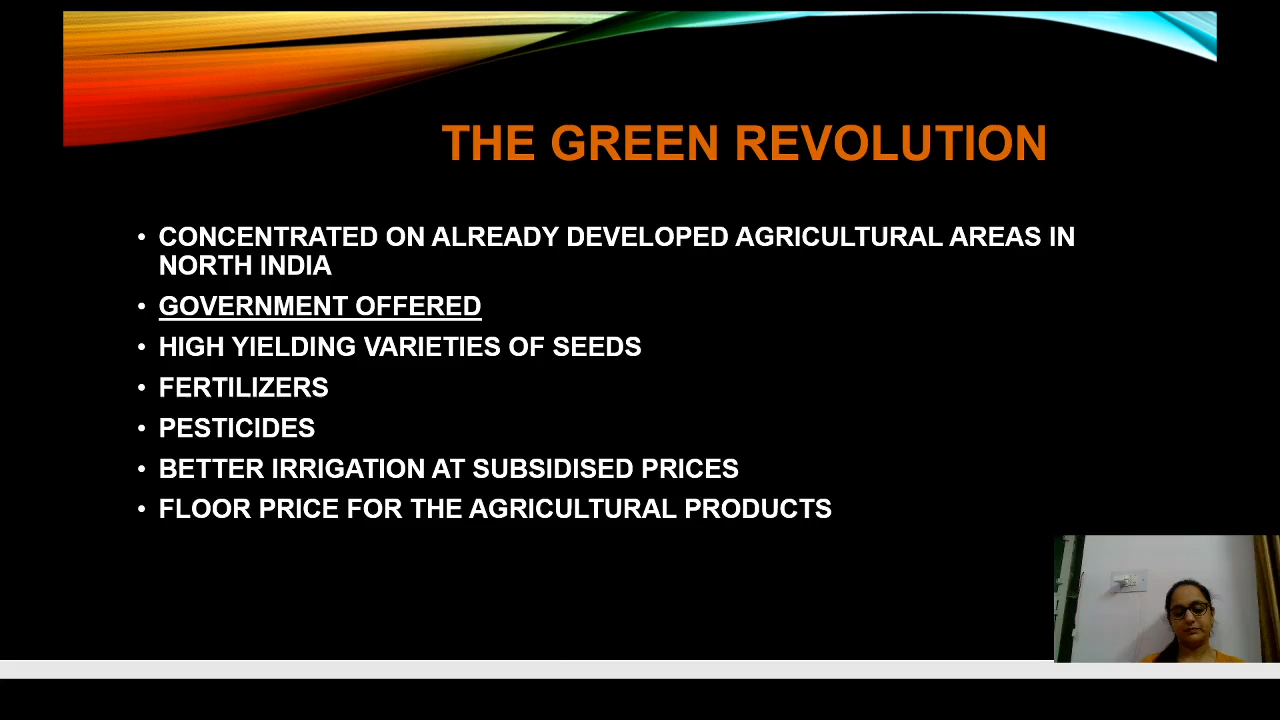 THE GREEN REVOLUTION
• CONCENTRATED ON ALREADY DEVELOPED AGRICULTURAL AREAS IN
NORTH INDIA
• GOVERNMENT OFFERED
• HIGH YIELDING VARIETIES OF SEEDS
• FERTILIZERS
• PESTICIDES
• BETTER IRRIGATION AT SUBSIDISED PRICES
• FLOOR PRICE FOR THE AGRICULTURAL PRODUCTS